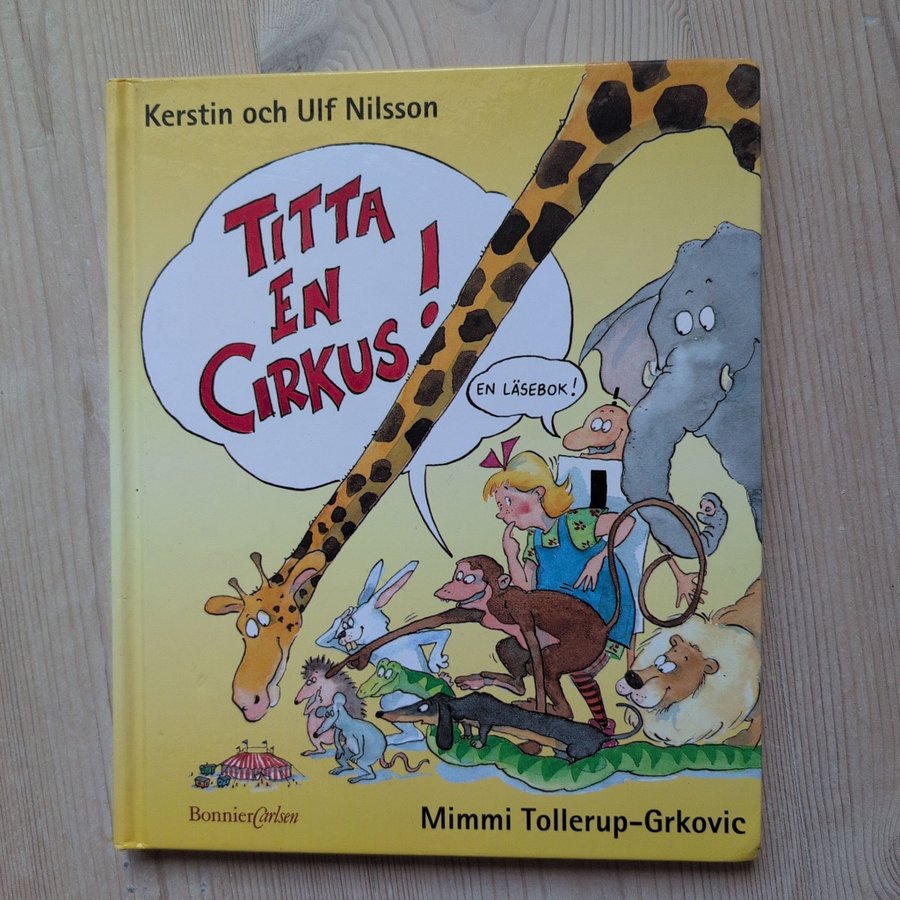 Kerstin och Ulf Nilsson
TITTA
EN
CIRKUS!
EN LÄSEBOK!
BonnierCarlsen
Mimmi Tollerup-Grkovic